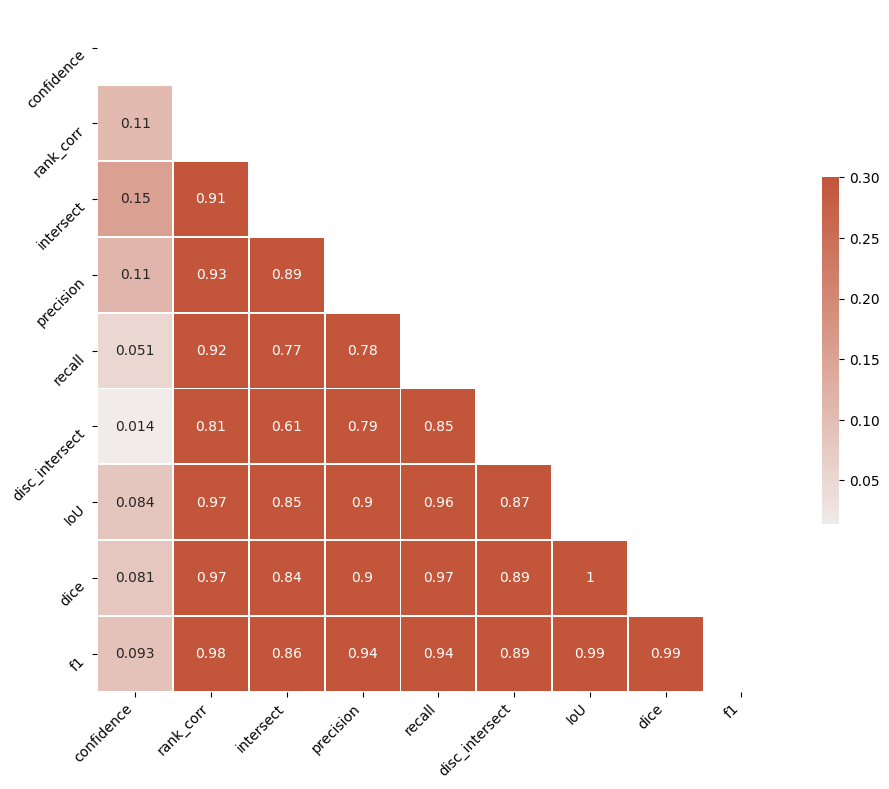 confidence
rank_corr 0.11
intersect 0.15 0.91
precision 0.11 0.93 0.89
recall 0.051 0.92 0.77 0.78
disc_intersect 0.014 0.81 0.61 0.79 0.85
IoU 0.084 0.97 0.85 0.9 0.96 0.87
dice 0.081 0.97 0.84 0.9 0.97 0.89 1
f1 0.093 0.98 0.86 0.94 0.94 0.89 0.99 0.99
confidence rank_corr intersect precision recall disc_intersect IoU dice f1
0.30
0.25
0.20
0.15
0.10
0.05